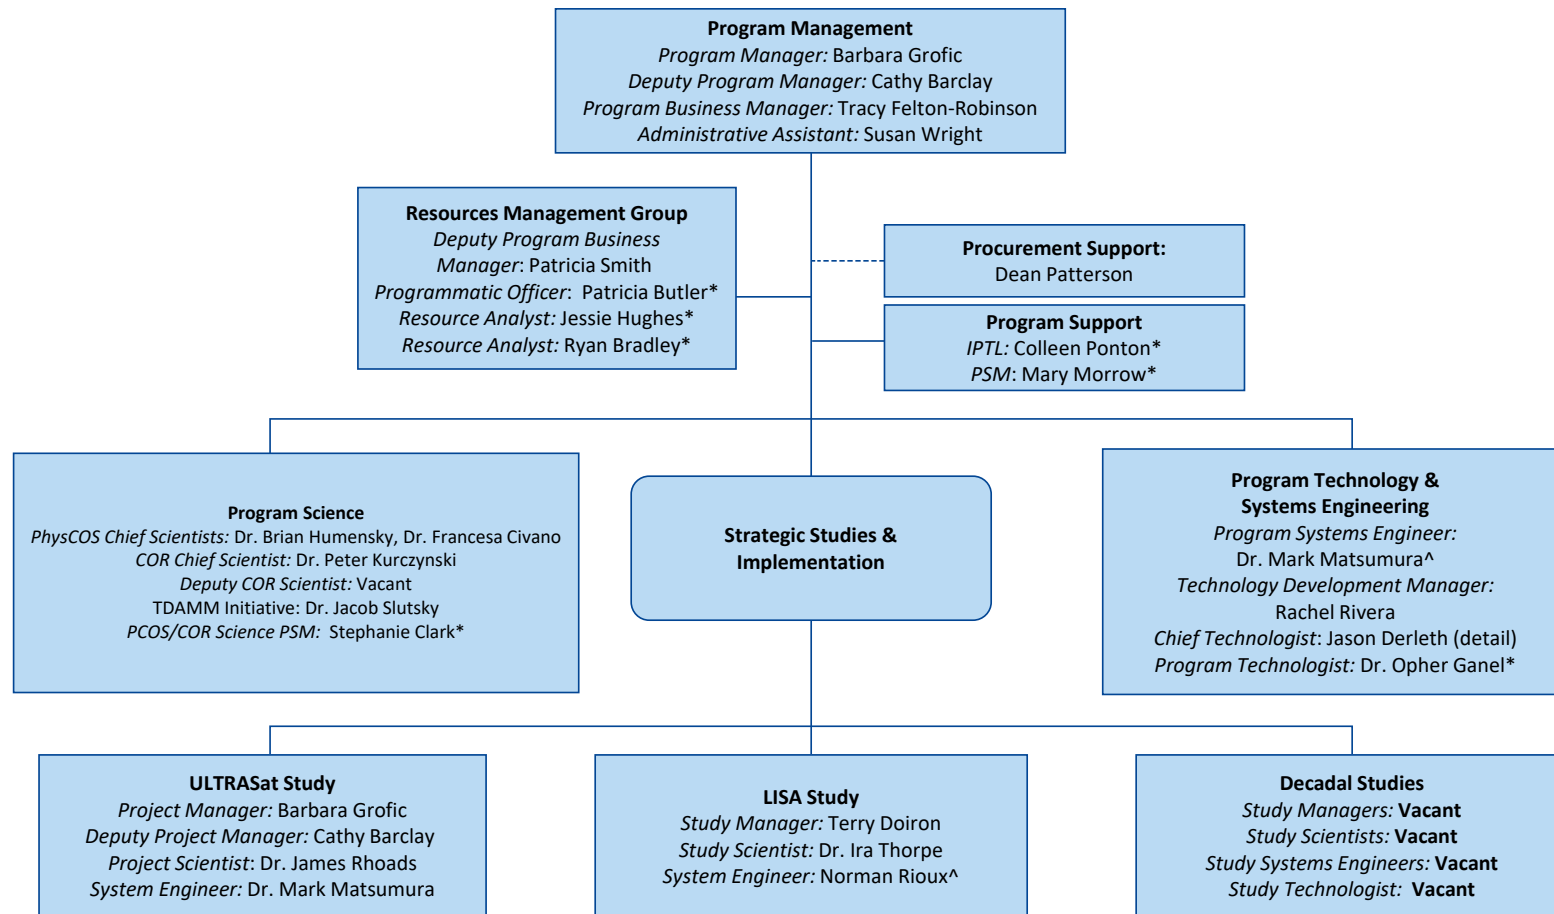 Program Management
Program Manager: Barbara Grofic
Deputy Program Manager: Cathy Barclay
Program Business Manager: Tracy Felton-Robinson
Administrative Assistant: Susan Wright
Resources Management Group
Deputy Program Business
Manager: Patricia Smith
Programmatic Officer: Patricia Butler*
Resource Analyst: Jessie Hughes*
Resource Analyst: Ryan Bradley*
Procurement Support:
Dean Patterson
Program Support
IPTL: Colleen Ponton*
PSM: Mary Morrow*
Program Science
PhysCOS Chief Scientists: Dr. Brian Humensky, Dr. Francesa Civano
COR Chief Scientist: Dr. Peter Kurczynski
Deputy COR Scientist: Vacant
TDAMM Initiative: Dr. Jacob Slutsky
PCOS/COR Science PSM: Stephanie Clark*
Strategic Studies &
Implementation
Program Technology &
Systems Engineering
Program Systems Engineer:
Dr. Mark Matsumura^
Technology Development Manager:
Rachel Rivera
Chief Technologist: Jason Derleth (detail)
Program Technologist: Dr. Opher Ganel*
ULTRASat Study
Project Manager: Barbara Grofic
Deputy Project Manager: Cathy Barclay
Project Scientist: Dr. James Rhoads
System Engineer: Dr. Mark Matsumura
LISA Study
Study Manager: Terry Doiron
Study Scientist: Dr. Ira Thorpe
System Engineer: Norman Rioux^
Decadal Studies
Study Managers: Vacant
Study Scientists: Vacant
Study Systems Engineers: Vacant
Study Technologist: Vacant